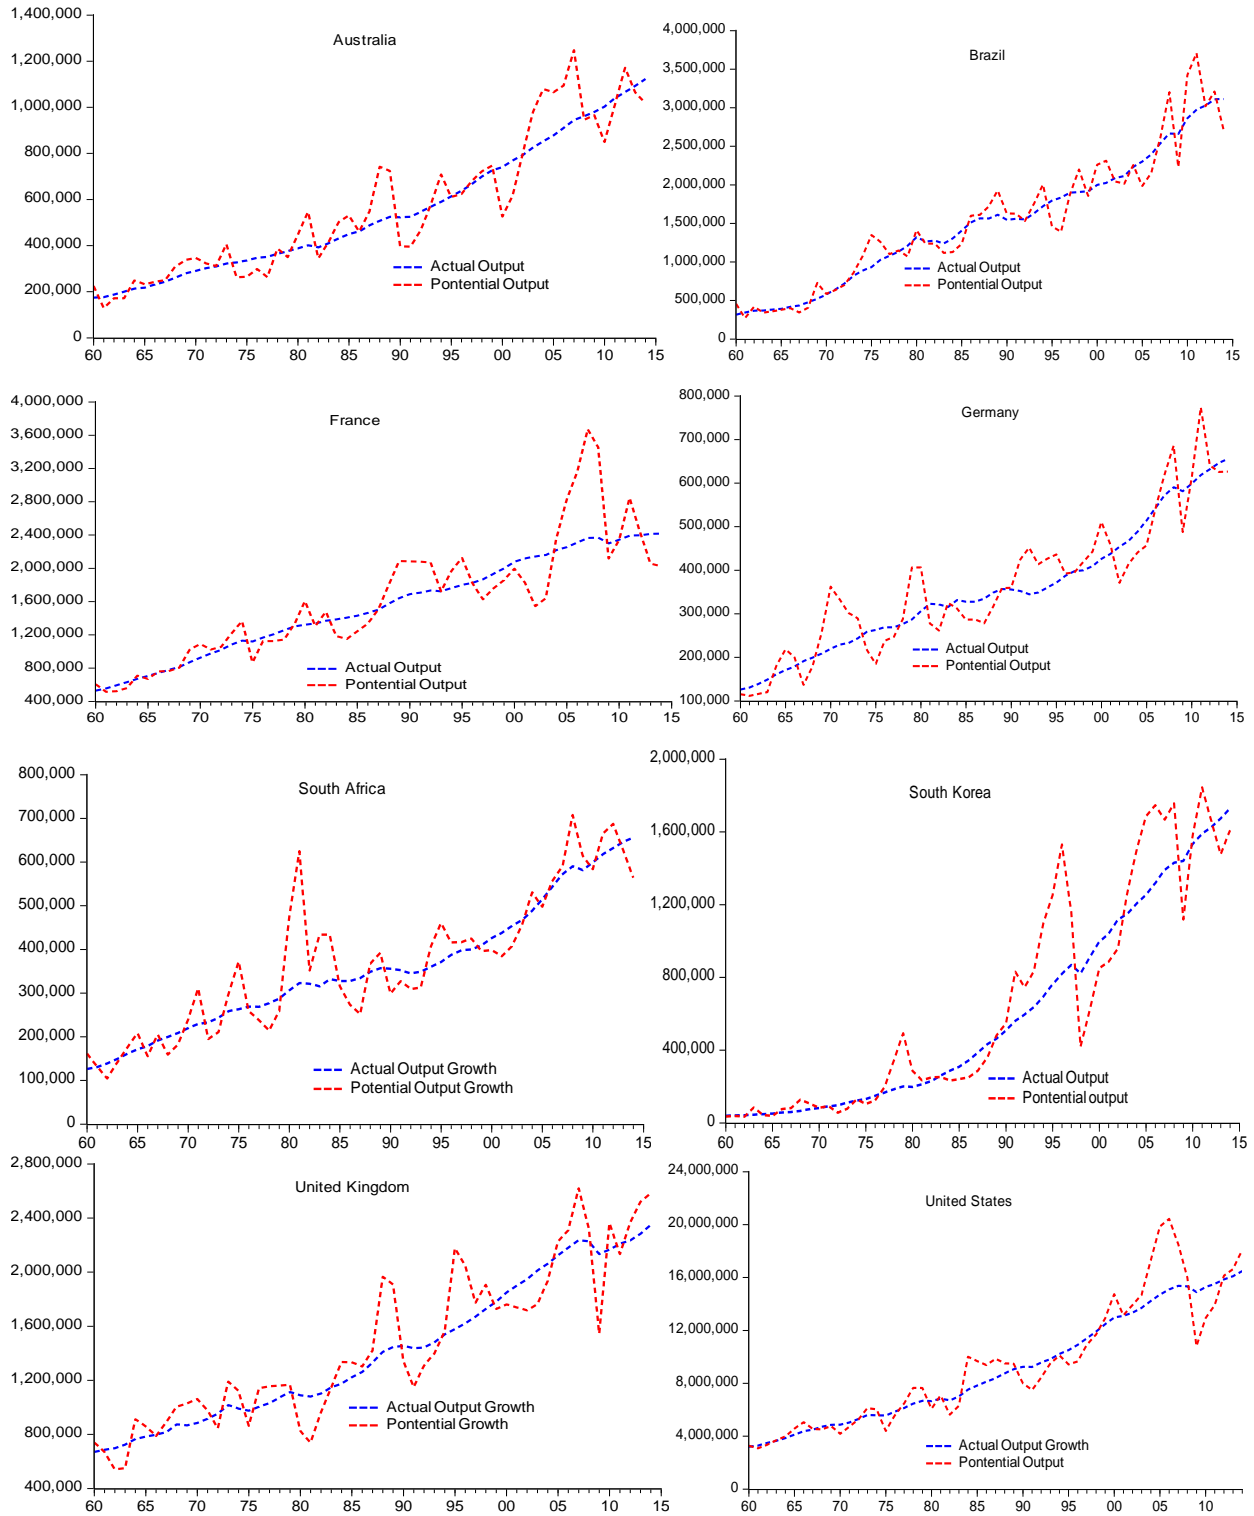 Australia
1,400,000
1,200,000
1,000,000
800,000
600,000
400,000
200,000
0
60 65 70 75 80 85 90 95 00 05 10 15
Actual Output
Pontential Output
Brazil
4,000,000
3,500,000
3,000,000
2,500,000
2,000,000
1,500,000
1,000,000
500,000
0
60 65 70 75 80 85 90 95 00 05 10 15
Actual Output
Pontential Output
France
4,000,000
3,600,000
3,200,000
2,800,000
2,400,000
2,000,000
1,600,000
1,200,000
800,000
400,000
60 65 70 75 80 85 90 95 00 05 10 15
Actual Output
Pontential Output
Germany
800,000
700,000
600,000
500,000
400,000
300,000
200,000
100,000
60 65 70 75 80 85 90 95 00 05 10 15
Actual Output
Pontential Output
South Africa
800,000
700,000
600,000
500,000
400,000
300,000
200,000
100,000
0
60 65 70 75 80 85 90 95 00 05 10 15
Actual Output Growth
Potential Output Growth
South Korea
2,000,000
1,600,000
1,200,000
800,000
400,000
0
60 65 70 75 80 85 90 95 00 05 10 15
Actual Output
Pontential output
United Kingdom
2,800,000
2,400,000
2,000,000
1,600,000
1,200,000
800,000
400,000
60 65 70 75 80 85 90 95 00 05 10 15
Actual Output Growth
Pontential Growth
United States
24,000,000
20,000,000
16,000,000
12,000,000
8,000,000
4,000,000
0
60 65 70 75 80 85 90 95 00 05 10
Actual Output Growth
Pontential Output